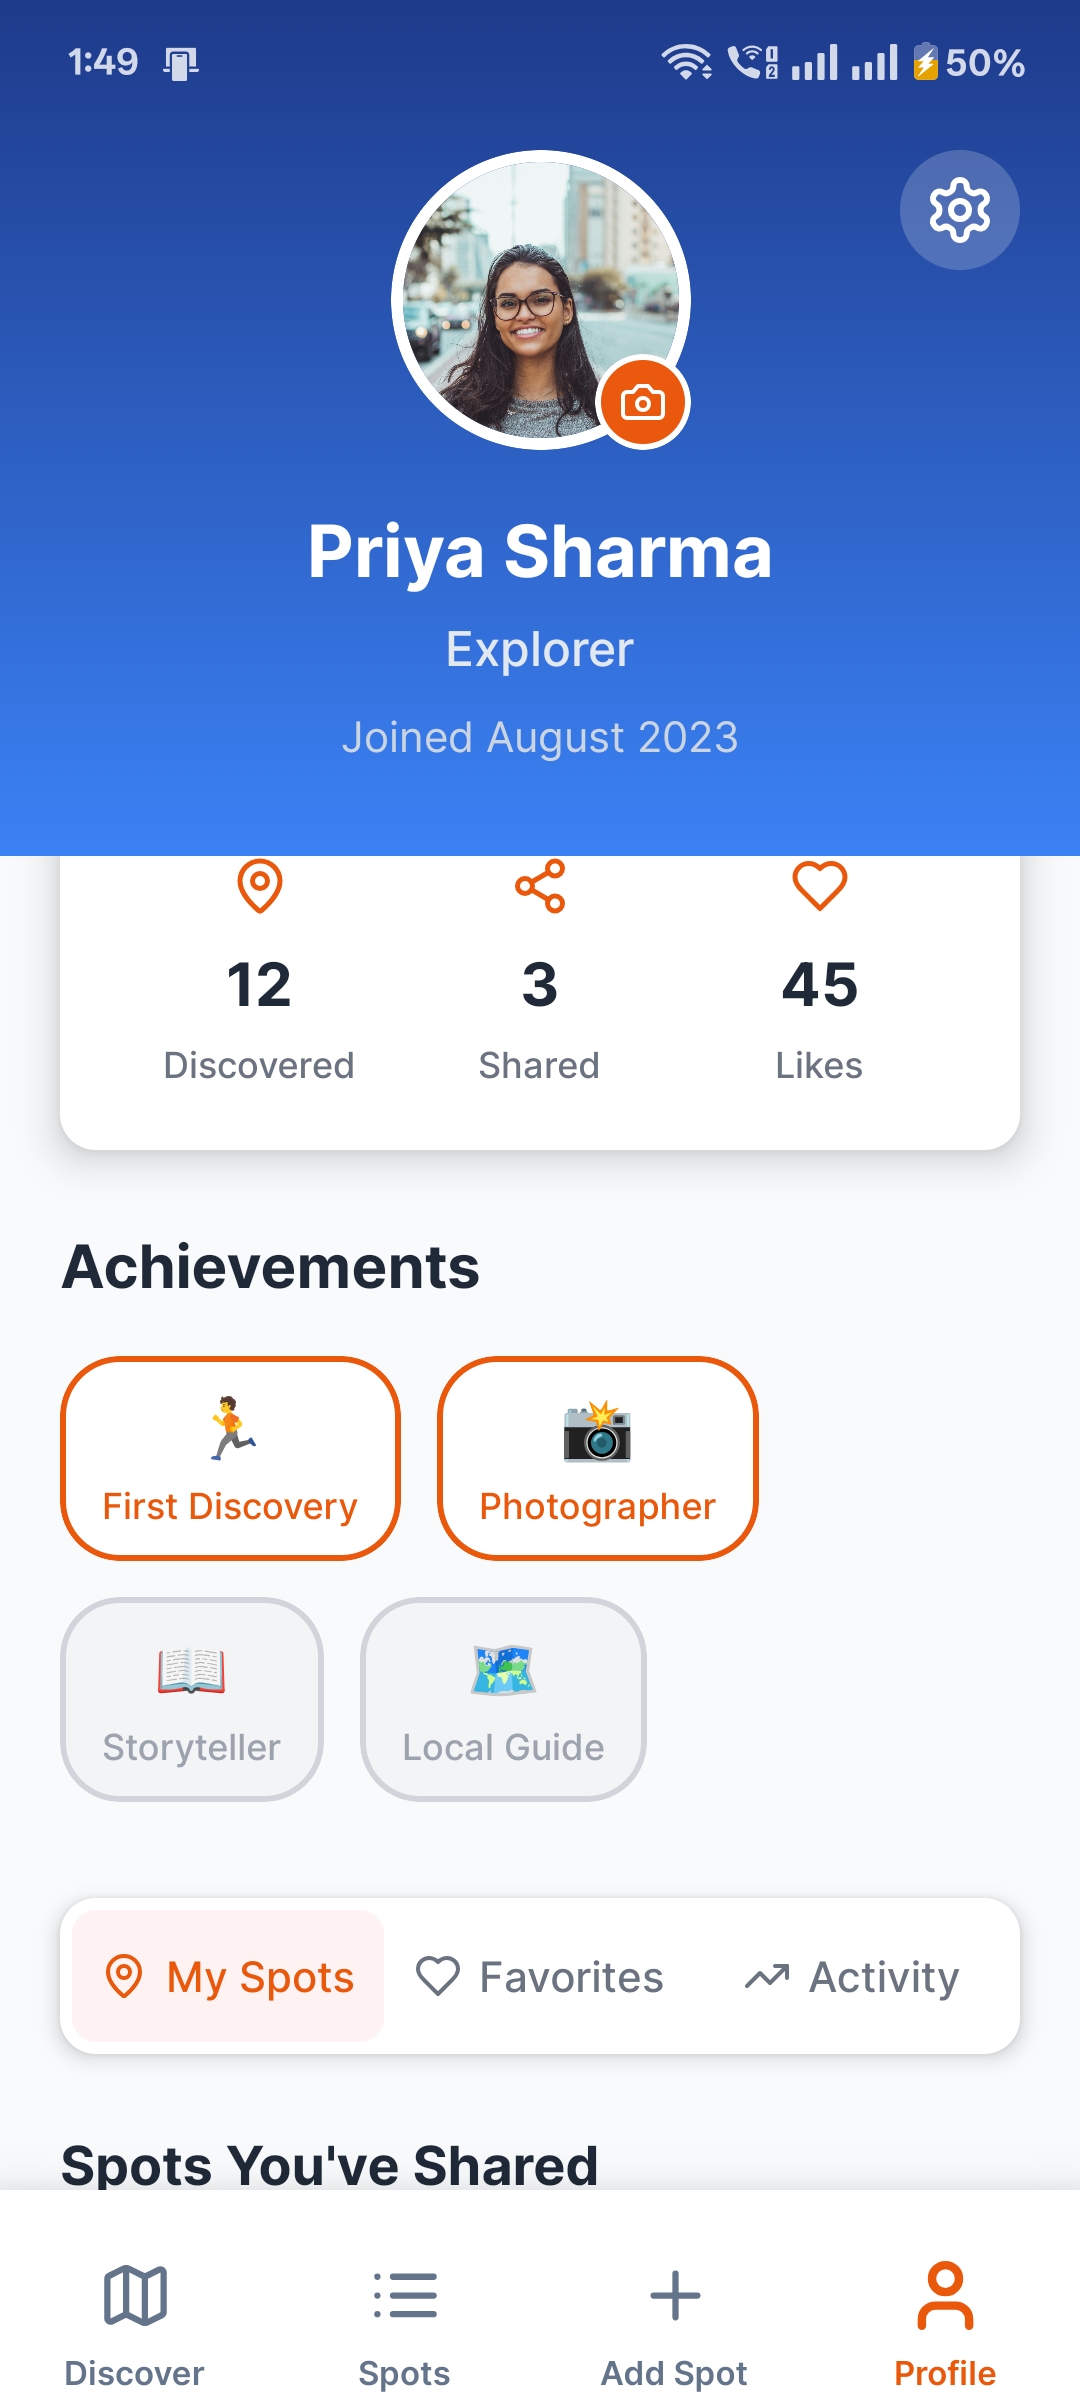 1:49
50%
Priya Sharma
Explorer
Joined August 2023
12 3 45
Discovered Shared Likes
Achievements
First Discovery Photographer
Storyteller Local Guide
My Spots Favorites Activity
Spots You've Shared
Discover Spots Add Spot Profile